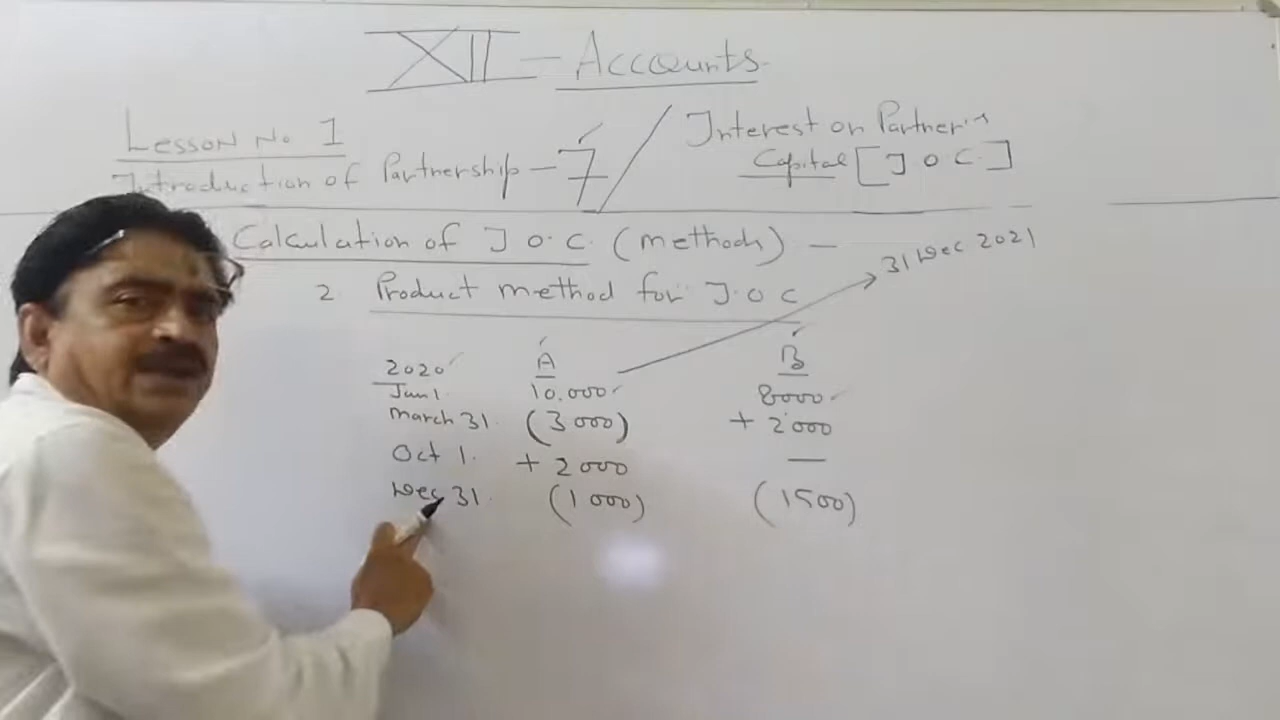 XII - Accounts
Lesson No 1
Introduction of Partnership - 7 / Interest on Partner's
Capital [I O C.]
Calculation of I O.C. (methods) -
31 Dec 2021
2 Product method for I.O C
2020 A B
Jan 1. 10.000 8000
march 31. (3000) + 2000
Oct 1. + 2000 —
Dec 31. (1000) (1500)